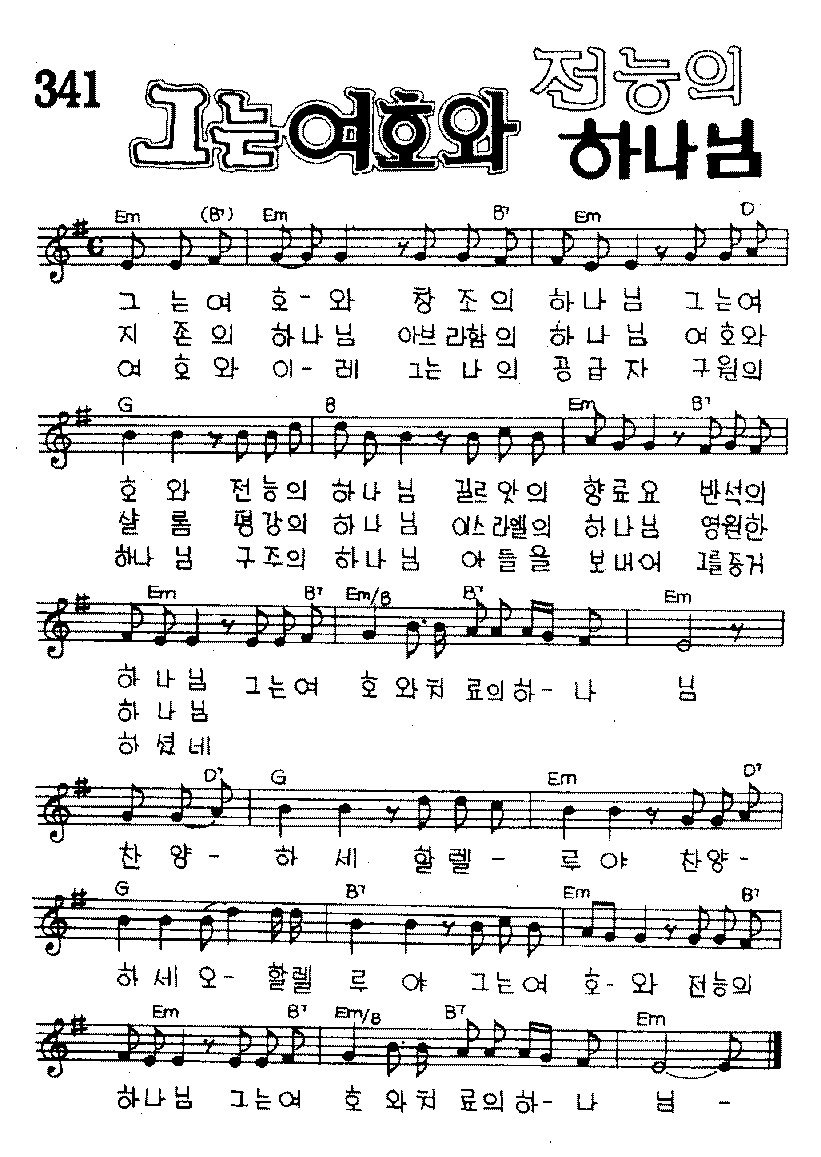 341
그는여호와 전능의
하나님
Em (B7) Em B7 Em D
그 는여 호-와 창조의 하나님 그는여
지 존의 하나님 아브라함의 하나님 여호와
여 호와 이-레 그는나의 공급자 구원의
G B Em B7
호 와 전능의 하나님 길르앗의 향료요 반석의
샬 롬 평강의 하나님 이스라엘의 하나님 영원한
하나 님 구주의 하나님 아들을 보내어 그를증거
Em B7 Em/B B7 Em
하나님 그는여 호 와치 료의하- 나 님
하나님
하셨네
D7 G Em D7
찬 양- 하 세 할렐- 루야 찬양-
G B7 Em B7
하세오- 할렐 루 야 그는여 호-와 전능의
Em B7 Em/B B7 Em
하나님 그는여 호 와치 료의하- 나 님 -